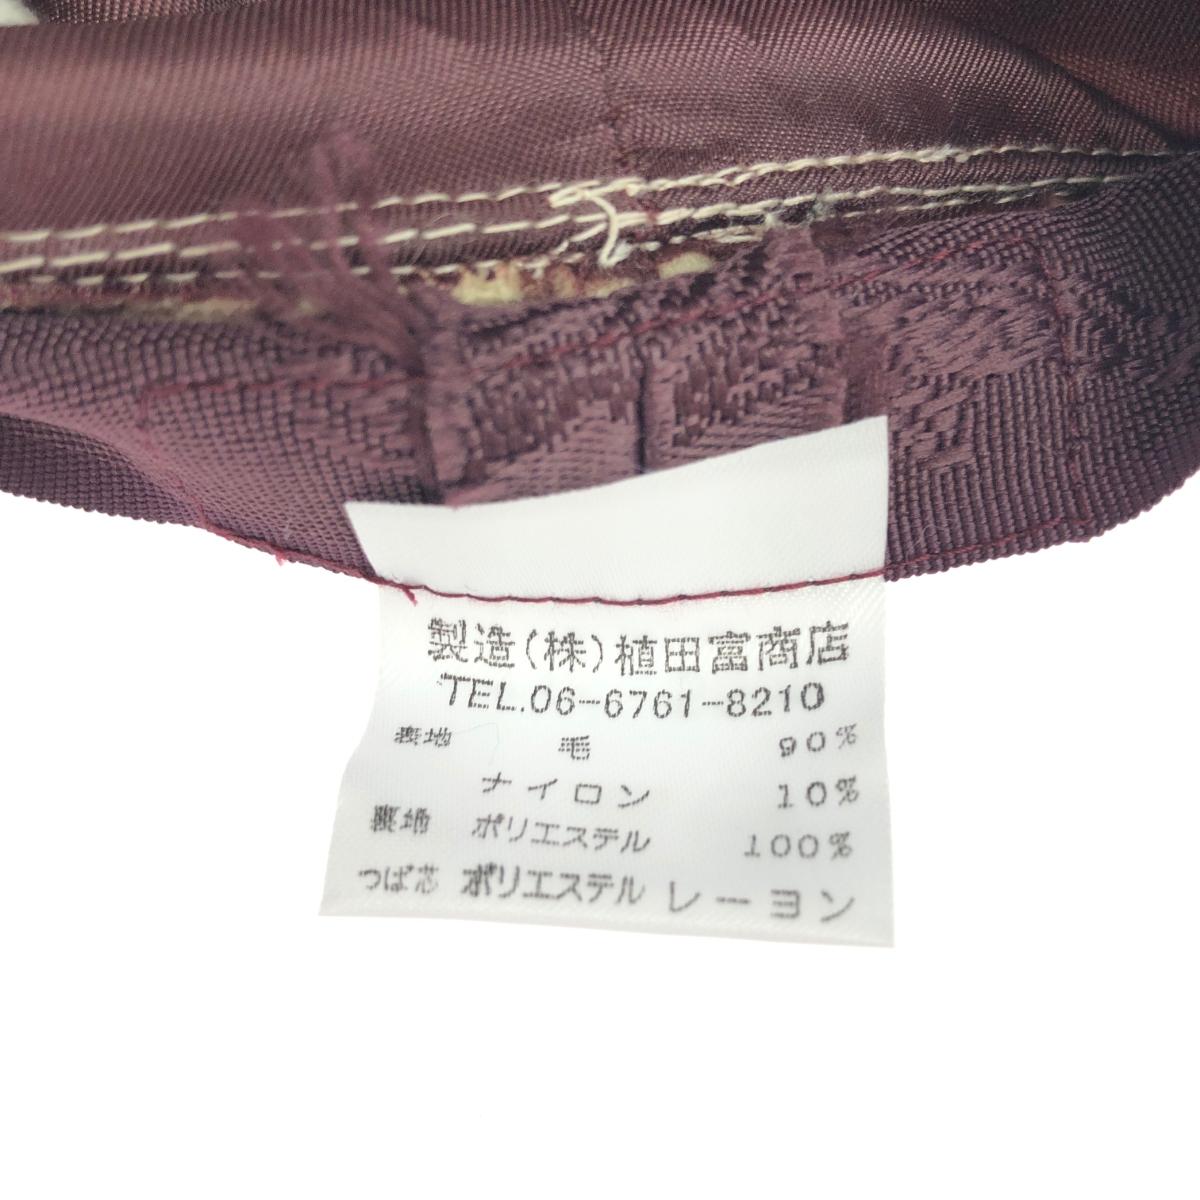 製造(株)植田富商店
TEL.06-6761-8210
表地 毛 90%
ナイロン 10%
裏地 ポリエステル 100%
つば芯 ポリエステル レーヨン